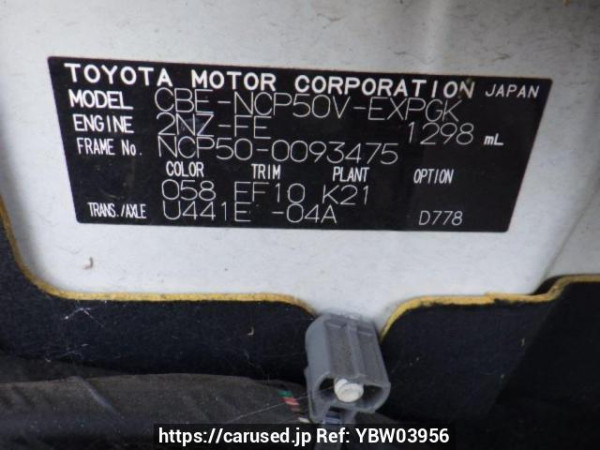 TOYOTA MOTOR CORPORATION JAPAN
MODEL CBE-NCP50V-EXPGK
ENGINE 2NZ-FE 1298 mL
FRAME No. NCP50-0093475
COLOR TRIM PLANT OPTION
058 FF10 K21
TRANS./AXLE U441E -04A D778
https://carused.jp Ref: YBW03956